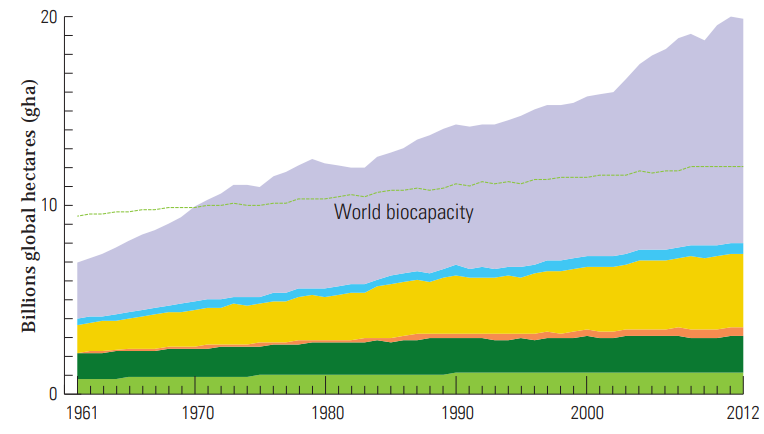 20
Billions global hectares (gha)
World biocapacity
10
0
1961 1970 1980 1990 2000 2012